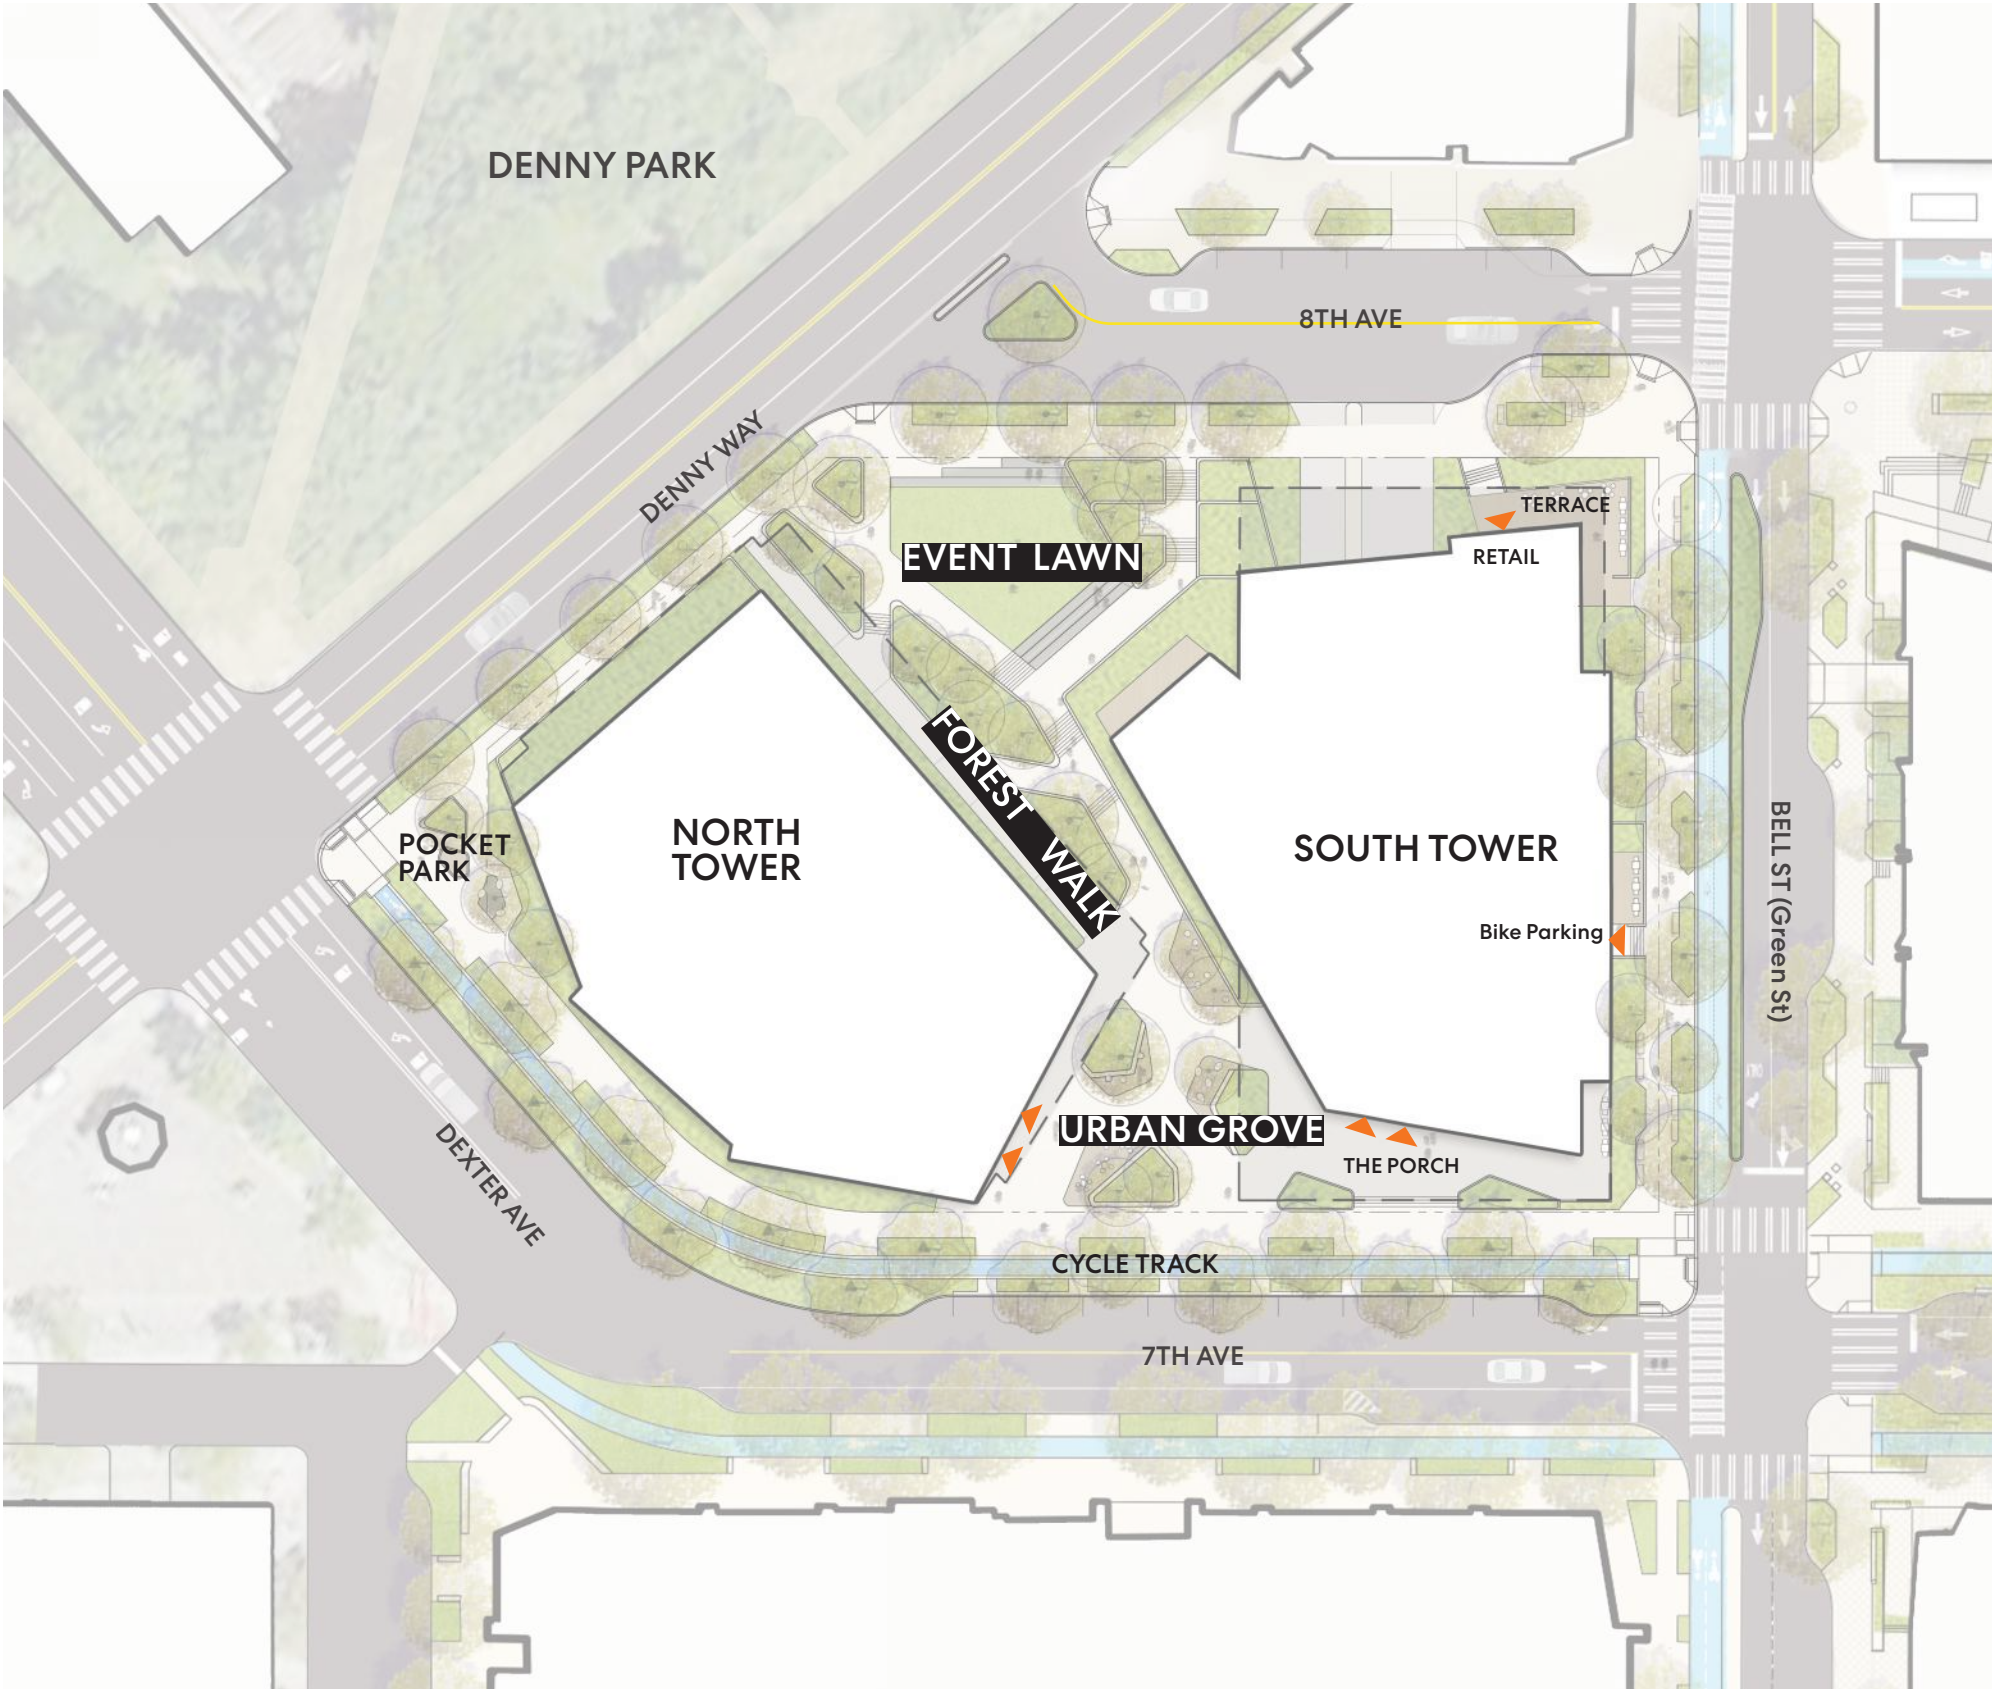 DENNY PARK
8TH AVE
DENNY WAY
TERRACE
EVENT LAWN
RETAIL
FOREST WALK
POCKET
PARK
NORTH
TOWER
SOUTH TOWER
BELL ST (Green St)
Bike Parking
URBAN GROVE
THE PORCH
DEXTER AVE
CYCLE TRACK
7TH AVE